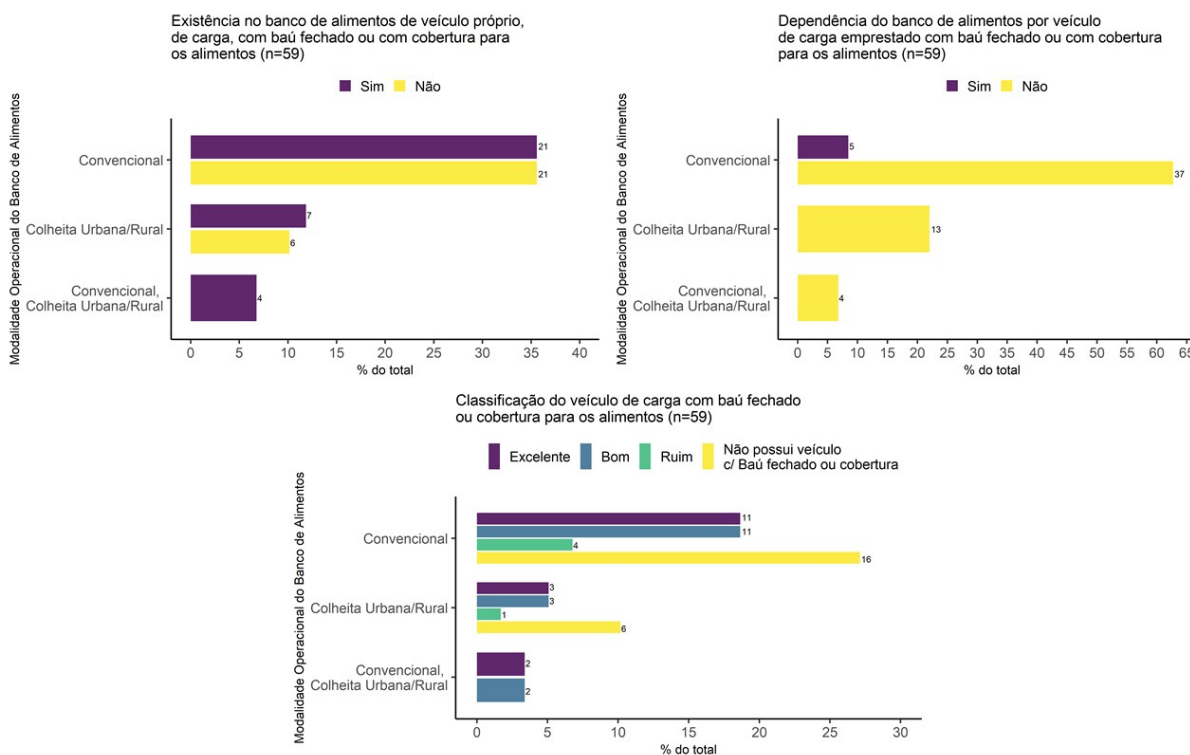 Existência no banco de alimentos de veículo próprio,
de carga, com baú fechado ou com cobertura para
os alimentos (n=59)
Sim Não
Modalidade Operacional do Banco de Alimentos
Convencional
21
21
Colheita Urbana/Rural
7
6
Convencional,
Colheita Urbana/Rural
4
0 5 10 15 20 25 30 35 40
% do total
Dependência do banco de alimentos por veículo
de carga emprestado com baú fechado ou com cobertura
para os alimentos (n=59)
Sim Não
Modalidade Operacional do Banco de Alimentos
Convencional
5
37
Colheita Urbana/Rural
13
Convencional,
Colheita Urbana/Rural
4
0 5 10 15 20 25 30 35 40 45 50 55 60 65
% do total
Classificação do veículo de carga com baú fechado
ou cobertura para os alimentos (n=59)
Excelente Bom Ruim Não possui veículo
c/ Baú fechado ou cobertura
Modalidade Operacional do Banco de Alimentos
Convencional
11
11
4
16
Colheita Urbana/Rural
3
3
1
6
Convencional,
Colheita Urbana/Rural
2
2
0 5 10 15 20 25 30
% do total